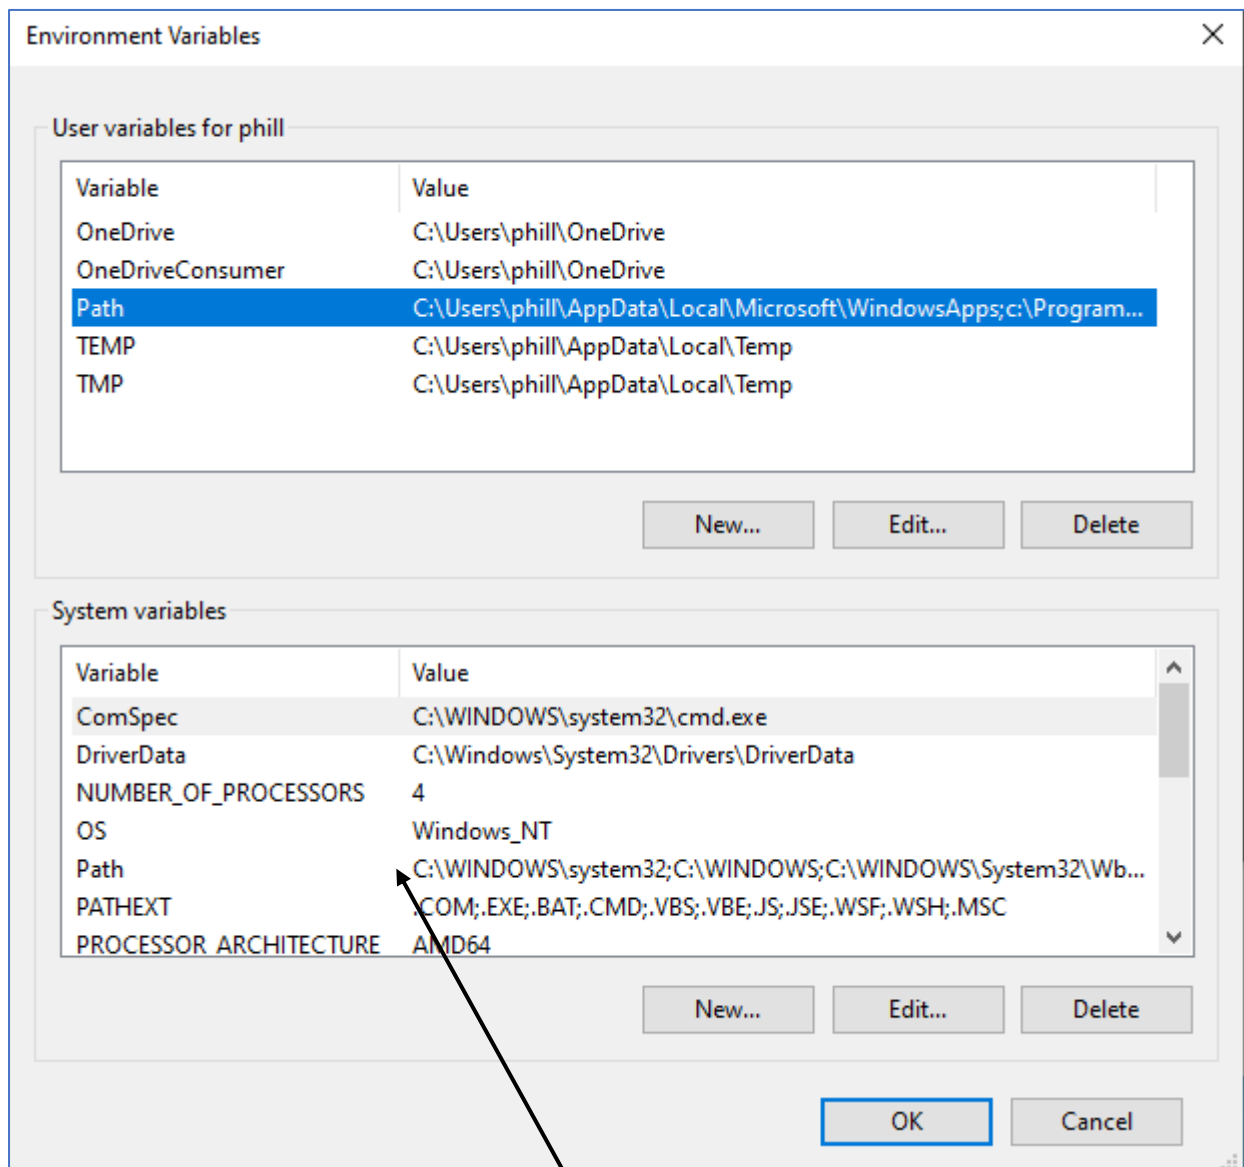 Environment Variables
User variables for phill
Variable Value
OneDrive C:\Users\phill\OneDrive
OneDriveConsumer C:\Users\phill\OneDrive
Path C:\Users\phill\AppData\Local\Microsoft\WindowsApps;c:\Program...
TEMP C:\Users\phill\AppData\Local\Temp
TMP C:\Users\phill\AppData\Local\Temp
New... Edit... Delete
System variables
Variable Value
ComSpec C:\WINDOWS\system32\cmd.exe
DriverData C:\Windows\System32\Drivers\DriverData
NUMBER_OF_PROCESSORS 4
OS Windows_NT
Path C:\WINDOWS\system32;C:\WINDOWS;C:\WINDOWS\System32\Wb...
PATHEXT .COM;.EXE;.BAT;.CMD;.VBS;.VBE;.JS;.JSE;.WSF;.WSH;.MSC
PROCESSOR_ARCHITECTURE AMD64
New... Edit... Delete
OK Cancel